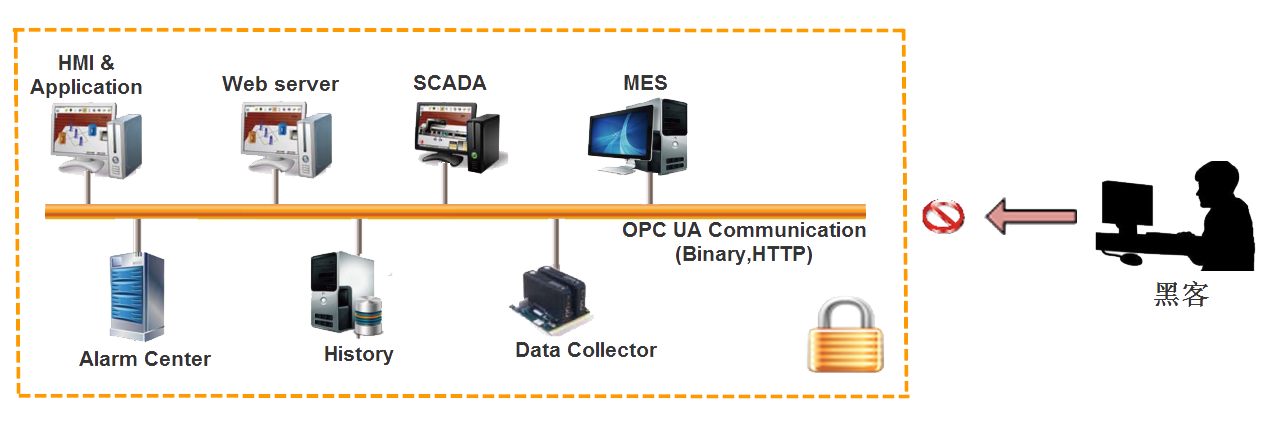 HMI &
Application
Web server
SCADA
MES
OPC UA Communication
(Binary,HTTP)
Alarm Center
History
Data Collector
黑客